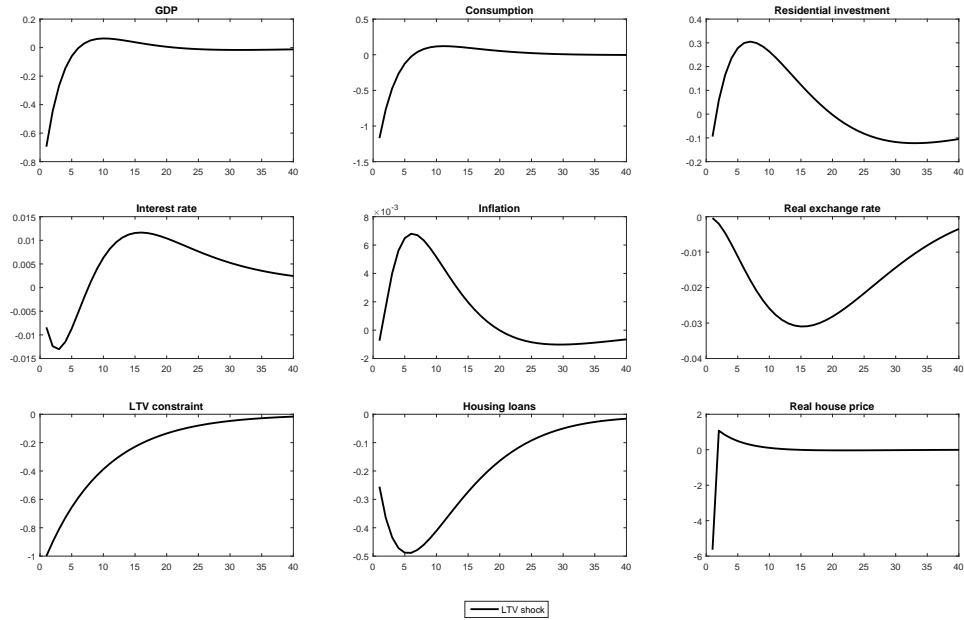 GDP
0.2
0
-0.2
-0.4
-0.6
-0.8
0 5 10 15 20 25 30 35 40
Consumption
0.5
0
-0.5
-1
-1.5
0 5 10 15 20 25 30 35 40
Residential investment
0.4
0.3
0.2
0.1
0
-0.1
-0.2
0 5 10 15 20 25 30 35 40
Interest rate
0.015
0.01
0.005
0
-0.005
-0.01
-0.015
0 5 10 15 20 25 30 35 40
Inflation
×10-3
8
6
4
2
0
-2
0 5 10 15 20 25 30 35 40
Real exchange rate
0
-0.01
-0.02
-0.03
-0.04
0 5 10 15 20 25 30 35 40
LTV constraint
0
-0.2
-0.4
-0.6
-0.8
-1
0 5 10 15 20 25 30 35 40
Housing loans
0
-0.1
-0.2
-0.3
-0.4
-0.5
0 5 10 15 20 25 30 35 40
Real house price
2
0
-2
-4
-6
0 5 10 15 20 25 30 35 40
LTV shock